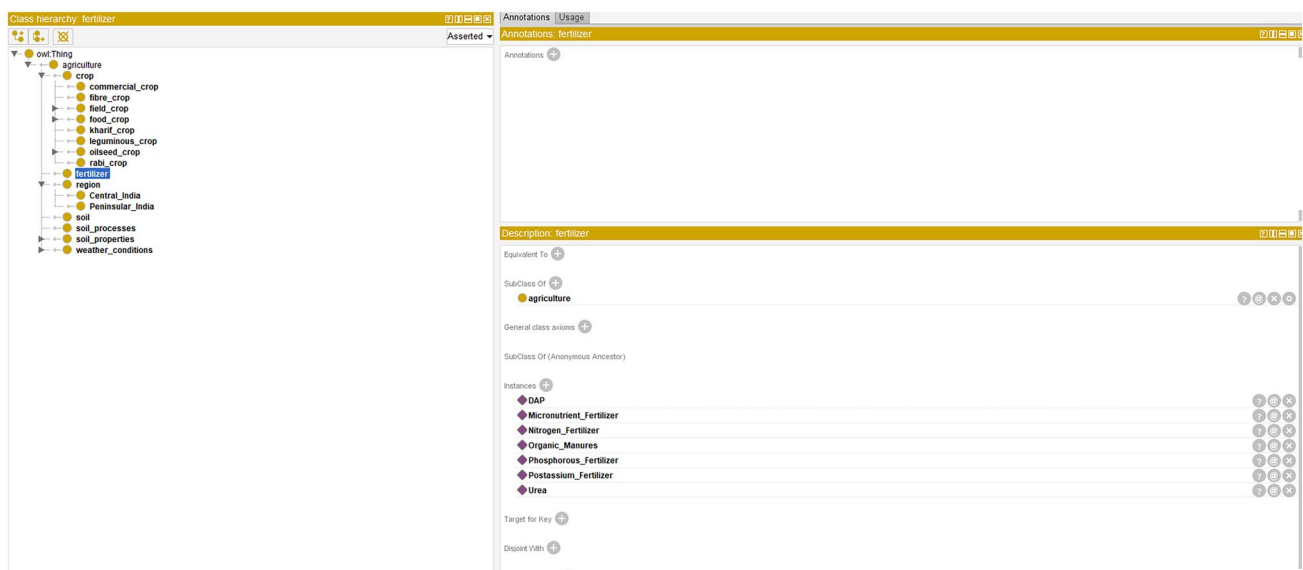 Class hierarchy: fertilizer
Asserted
owl:Thing
agriculture
crop
commercial_crop
fibre_crop
field_crop
food_crop
kharif_crop
leguminous_crop
oilseed_crop
rabi_crop
fertilizer
region
Central_India
Peninsular_India
soil
soil_processes
soil_properties
weather_conditions
Annotations Usage
Annotations: fertilizer
Annotations
Description: fertilizer
Equivalent To
SubClass Of
agriculture
General class axioms
SubClass Of (Anonymous Ancestor)
Instances
DAP
Micronutrient_Fertilizer
Nitrogen_Fertilizer
Organic_Manures
Phosphorous_Fertilizer
Postassium_Fertilizer
Urea
Target for Key
Disjoint With